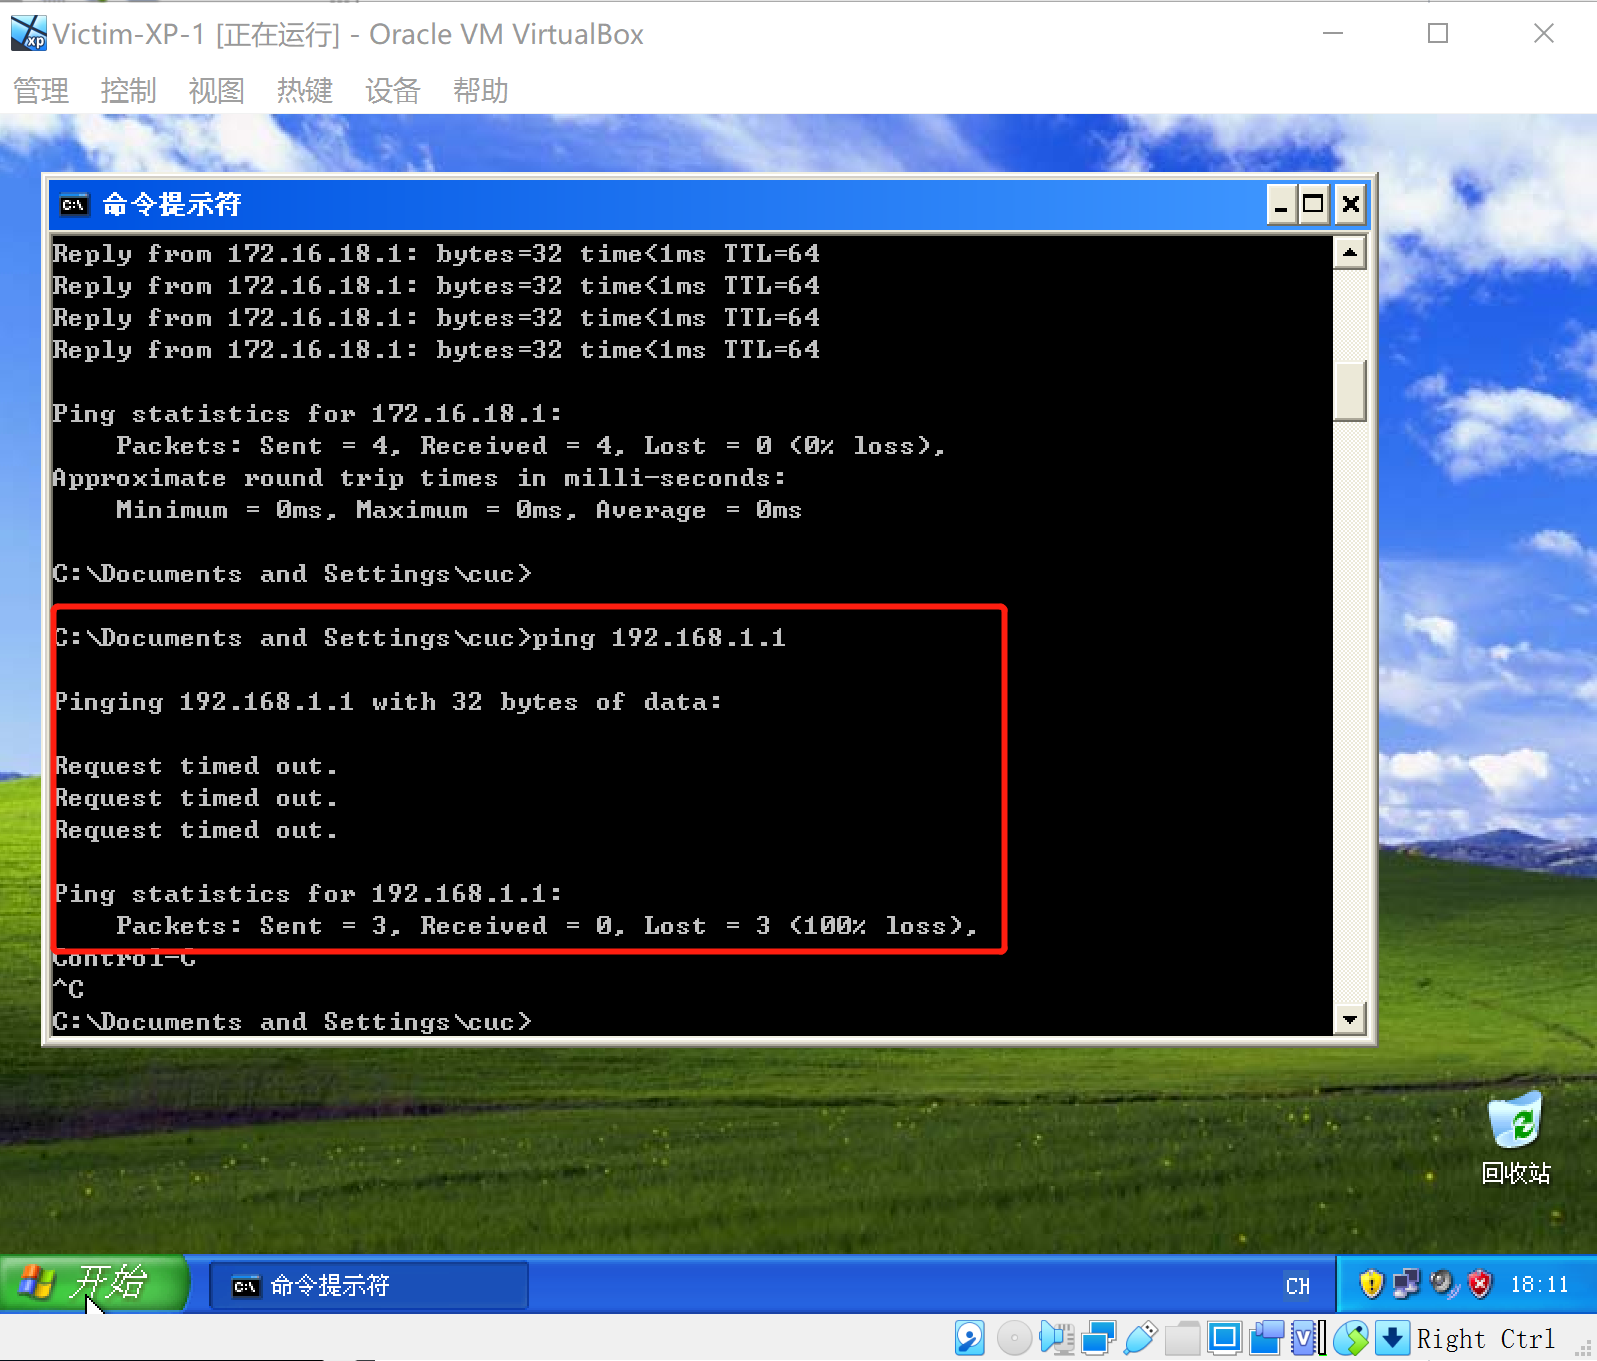 Victim-XP-1 [正在运行] - Oracle VM VirtualBox
管理 控制 视图 热键 设备 帮助
命令提示符
Reply from 172.16.18.1: bytes=32 time<1ms TTL=64
Reply from 172.16.18.1: bytes=32 time<1ms TTL=64
Reply from 172.16.18.1: bytes=32 time<1ms TTL=64
Reply from 172.16.18.1: bytes=32 time<1ms TTL=64
Ping statistics for 172.16.18.1:
    Packets: Sent = 4, Received = 4, Lost = 0 (0% loss),
Approximate round trip times in milli-seconds:
    Minimum = 0ms, Maximum = 0ms, Average = 0ms
C:\Documents and Settings\cuc>
C:\Documents and Settings\cuc>ping 192.168.1.1
Pinging 192.168.1.1 with 32 bytes of data:
Request timed out.
Request timed out.
Request timed out.
Ping statistics for 192.168.1.1:
    Packets: Sent = 3, Received = 0, Lost = 3 (100% loss),
Control-C
^C
C:\Documents and Settings\cuc>
回收站
开始 命令提示符 CH 18:11
Right Ctrl